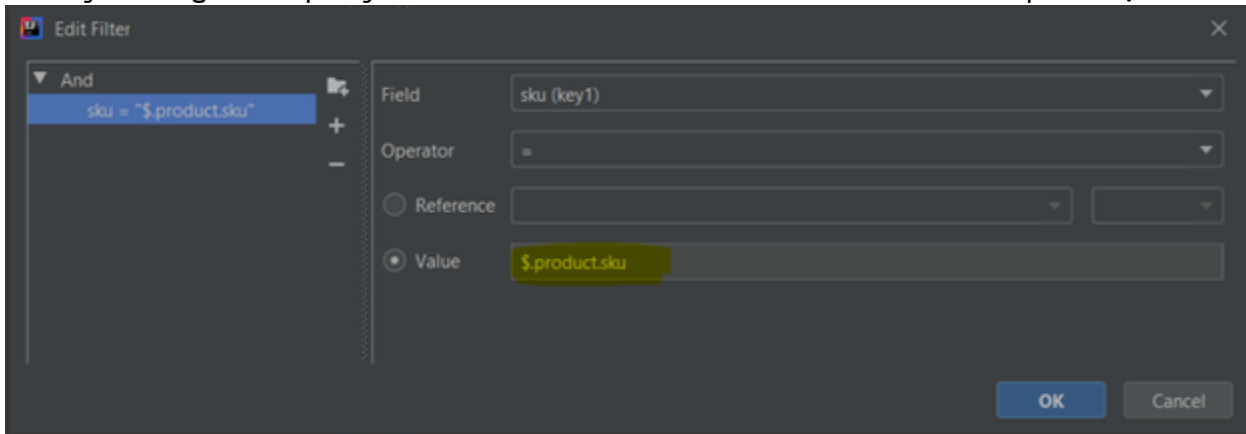 Edit Filter
And
sku = "$.product.sku"
Field
sku (key1)
Operator
=
Reference
Value
$.product.sku
OK
Cancel